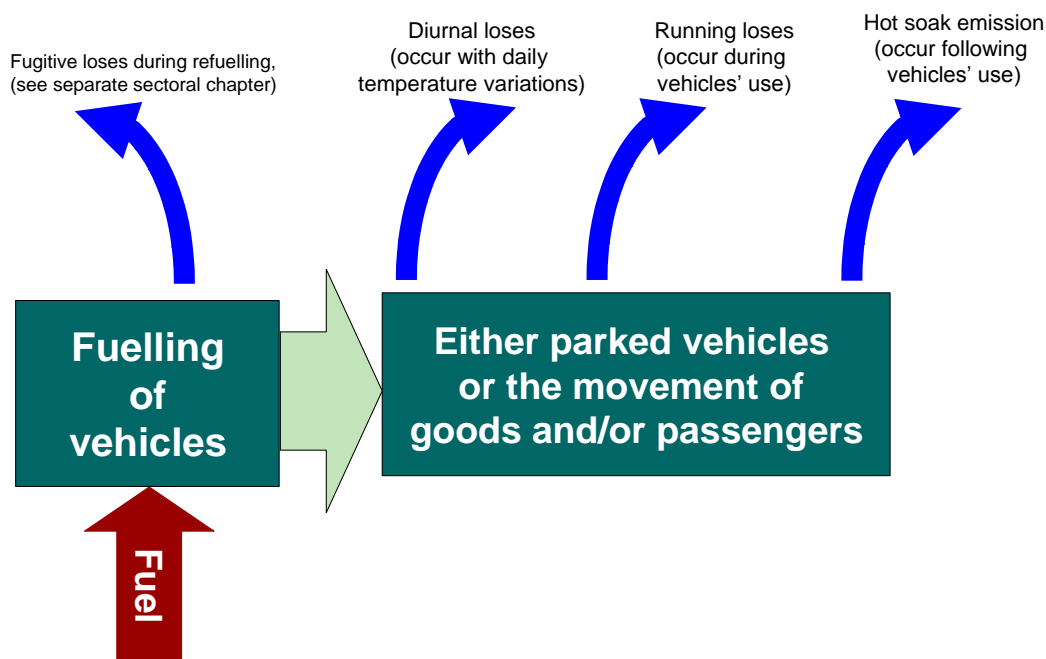 Fugitive loses during refuelling,
(see separate sectoral chapter)
Diurnal loses
(occur with daily
temperature variations)
Running loses
(occur during
vehicles' use)
Hot soak emission
(occur following
vehicles' use)
Fuelling
of
vehicles
Either parked vehicles
or the movement of
goods and/or passengers
Fuel